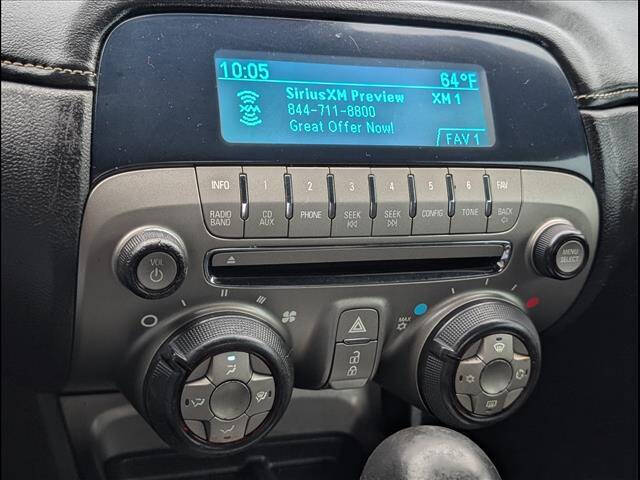 10:05 64°F
SiriusXM Preview XM 1
XM 844-711-8800
Great Offer Now!
FAV 1
INFO 1 2 3 4 5 6 FAV
RADIO BAND CD AUX PHONE SEEK SEEK CONFIG TONE BACK
VOL
MENU SELECT
MAX